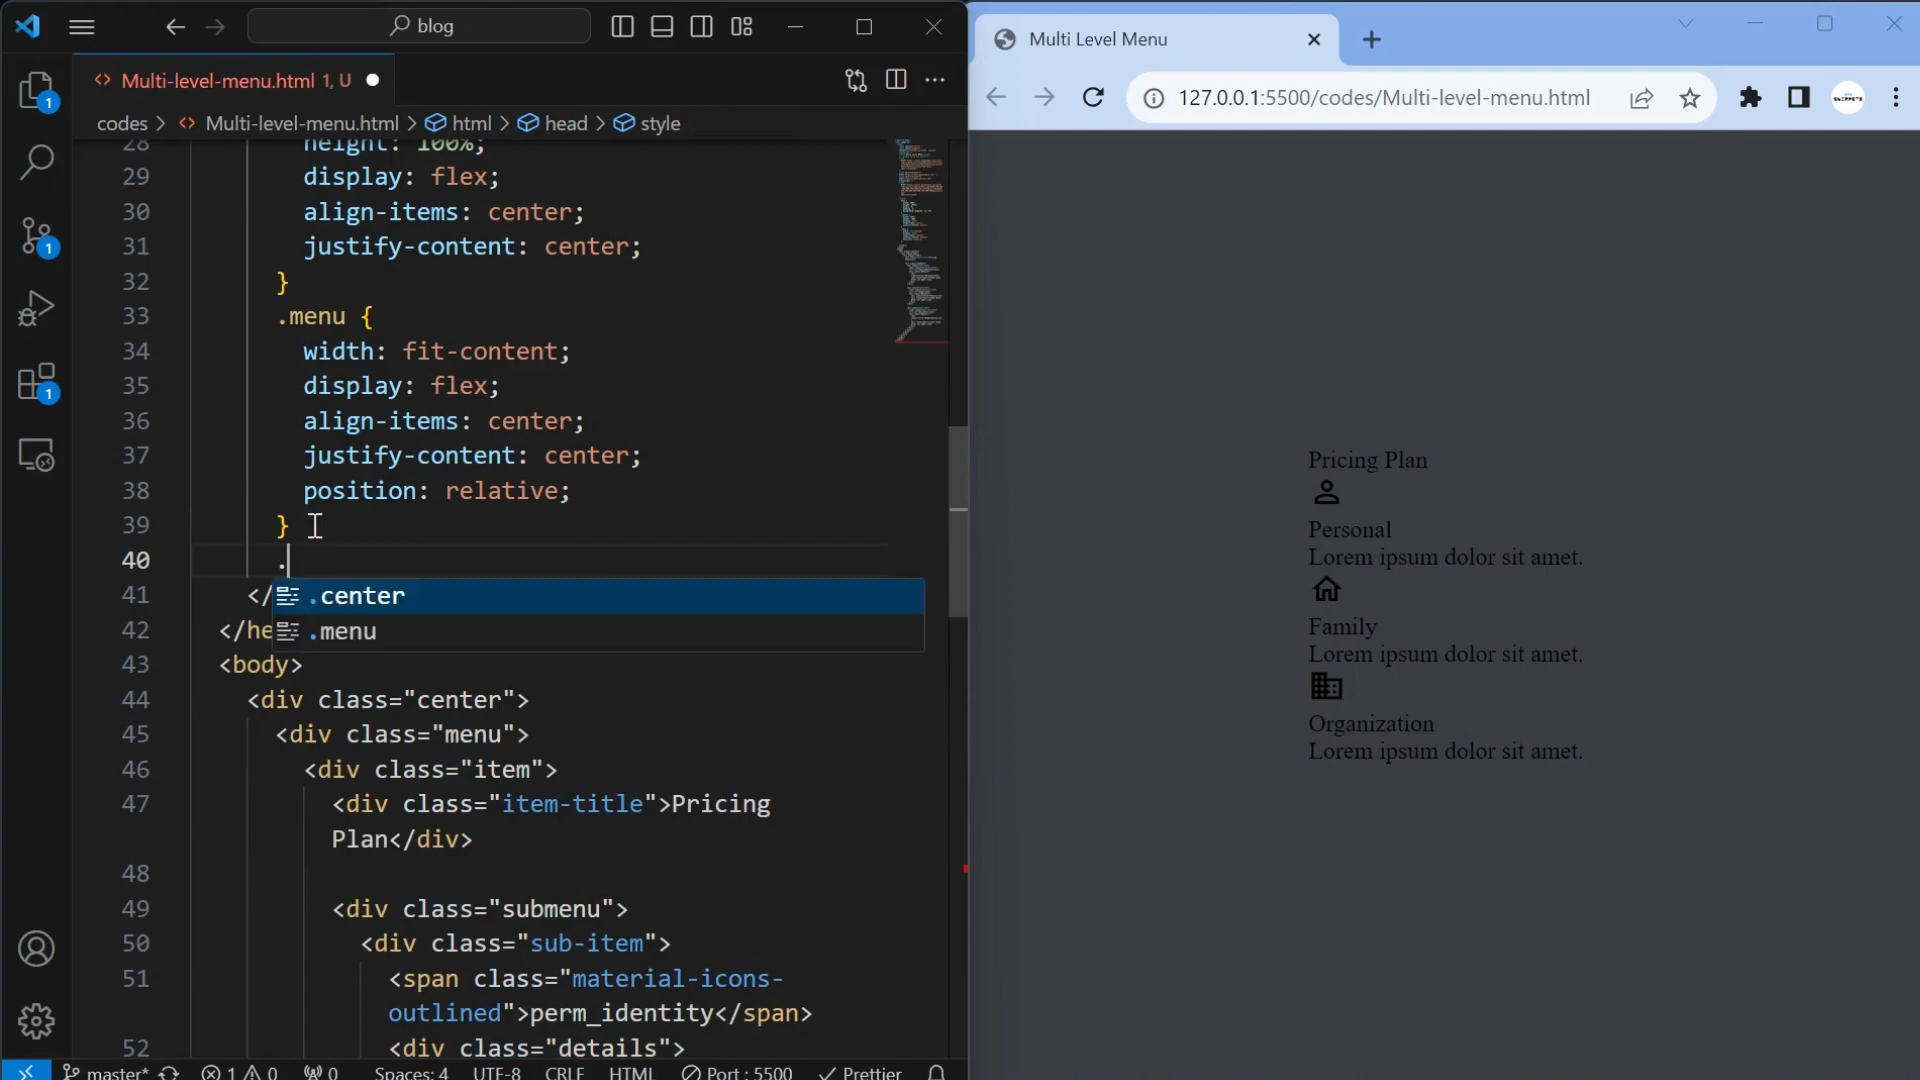 blog
Multi-level-menu.html 1, U
codes > Multi-level-menu.html > html > head > style
28 height: 100%;
29 display: flex;
30 align-items: center;
31 justify-content: center;
32 }
33 .menu {
34 width: fit-content;
35 display: flex;
36 align-items: center;
37 justify-content: center;
38 position: relative;
39 }
40 .
41 </
.center
42 </he
.menu
43 <body>
44 <div class="center">
45 <div class="menu">
46 <div class="item">
47 <div class="item-title">Pricing
Plan</div>
48
49 <div class="submenu">
50 <div class="sub-item">
51 <span class="material-icons-
outlined">perm_identity</span>
52 <div class="details">
1
1
1
master* 1 0 0 Spaces: 4 UTF-8 CRLF HTML Port : 5500 Prettier
Multi Level Menu
127.0.0.1:5500/codes/Multi-level-menu.html
Pricing Plan
Personal
Lorem ipsum dolor sit amet.
Family
Lorem ipsum dolor sit amet.
Organization
Lorem ipsum dolor sit amet.